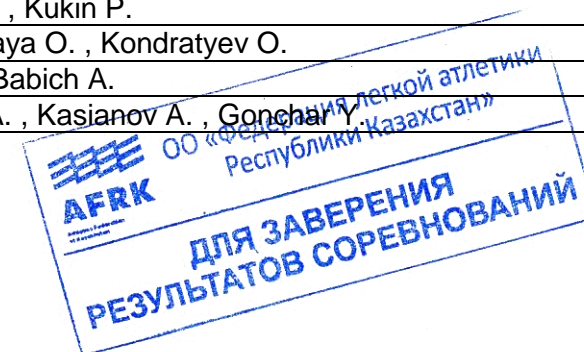 , Kukin P.
aya O. , Kondratyev O.
Babich A.
A. , Kasianov A. , Gonchar Y.
ОО «Федерация легкой атлетики
Республики Казахстан»
AFRK
ДЛЯ ЗАВЕРЕНИЯ
РЕЗУЛЬТАТОВ СОРЕВНОВАНИЙ